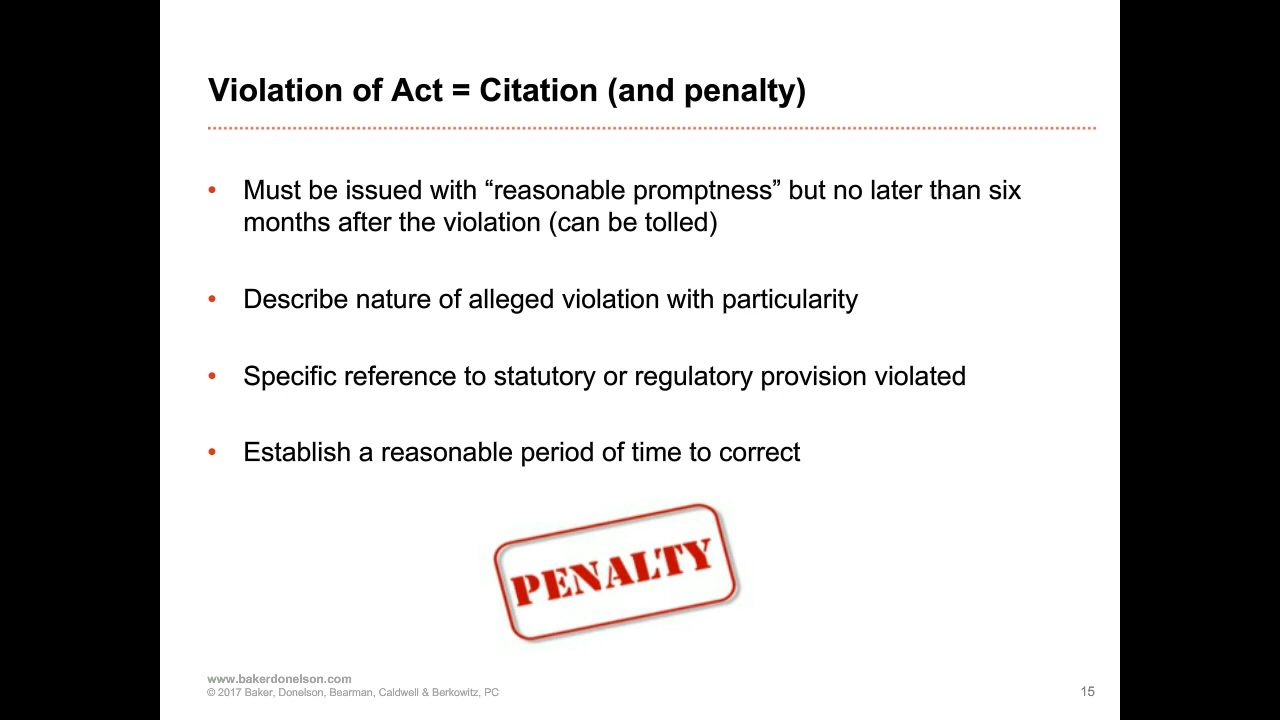 Violation of Act = Citation (and penalty)
• Must be issued with “reasonable promptness” but no later than six
months after the violation (can be tolled)
• Describe nature of alleged violation with particularity
• Specific reference to statutory or regulatory provision violated
• Establish a reasonable period of time to correct
PENALTY
www.bakerdonelson.com
© 2017 Baker, Donelson, Bearman, Caldwell & Berkowitz, PC
15